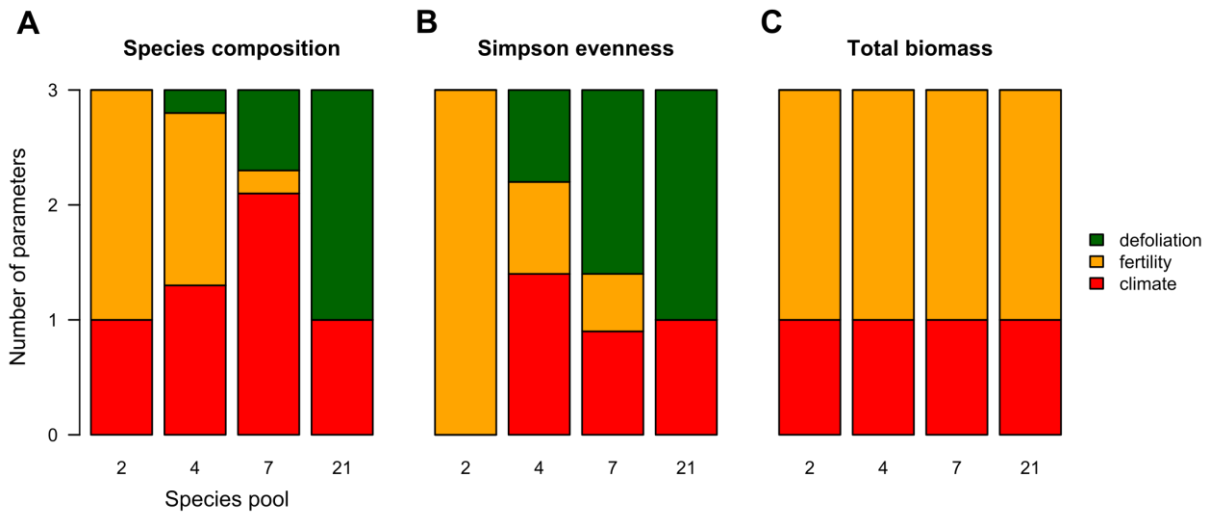 A
Species composition
B
Simpson evenness
C
Total biomass
Number of parameters
3
2
1
0
2 4 7 21
2 4 7 21
2 4 7 21
Species pool
defoliation
fertility
climate